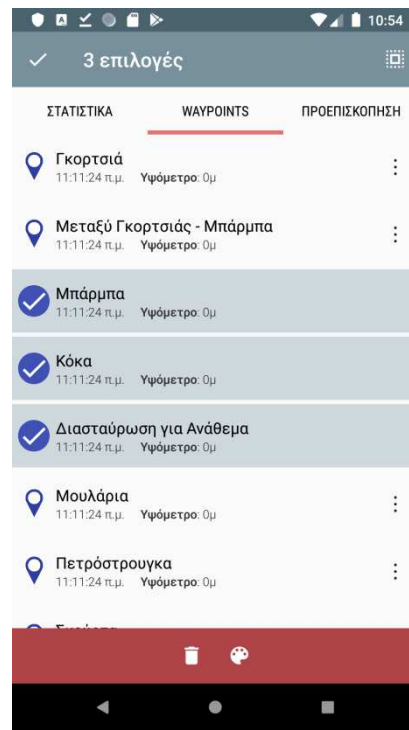 10:54
3 επιλογές
ΣΤΑΤΙΣΤΙΚΑ WAYPOINTS ΠΡΟΕΠΙΣΚΟΠΗΣΗ
Γκορτσιά
11:11:24 π.μ. Υψόμετρο: 0μ
Μεταξύ Γκορτσιάς - Μπάρμπα
11:11:24 π.μ. Υψόμετρο: 0μ
Μπάρμπα
11:11:24 π.μ. Υψόμετρο: 0μ
Κόκα
11:11:24 π.μ. Υψόμετρο: 0μ
Διασταύρωση για Ανάθεμα
11:11:24 π.μ. Υψόμετρο: 0μ
Μουλάρια
11:11:24 π.μ. Υψόμετρο: 0μ
Πετρόστρουγκα
11:11:24 π.μ. Υψόμετρο: 0μ